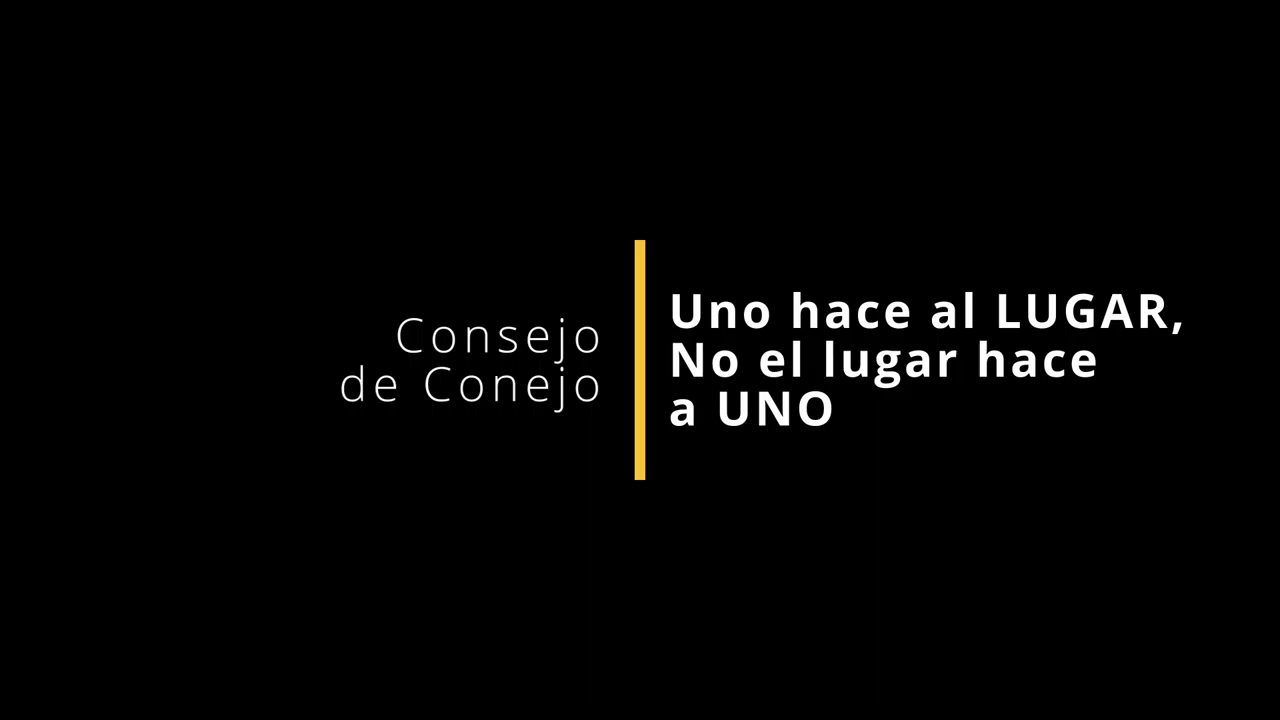 Consejo
de Conejo
Uno hace al LUGAR,
No el lugar hace
a UNO